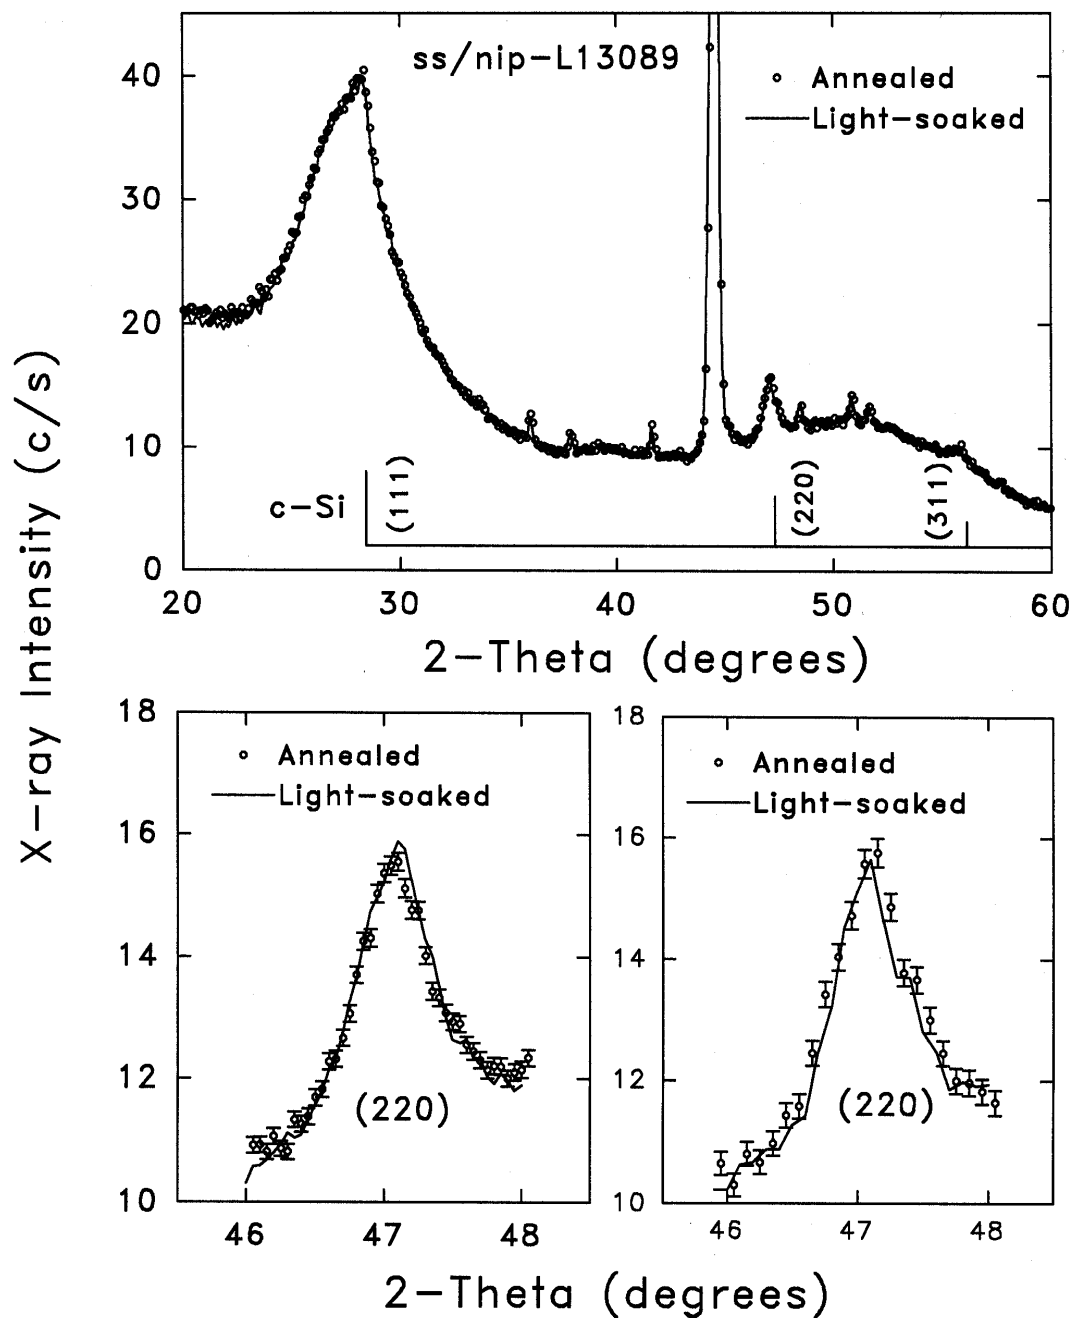 ss/nip-L13089
Annealed
Light-soaked
40
30
20
10
0
c-Si
(111)
(220)
(311)
20
30
40
50
60
2-Theta (degrees)
X-ray Intensity (c/s)
18
16
14
12
10
Annealed
Light-soaked
(220)
46
47
48
18
16
14
12
10
Annealed
Light-soaked
(220)
46
47
48
2-Theta (degrees)